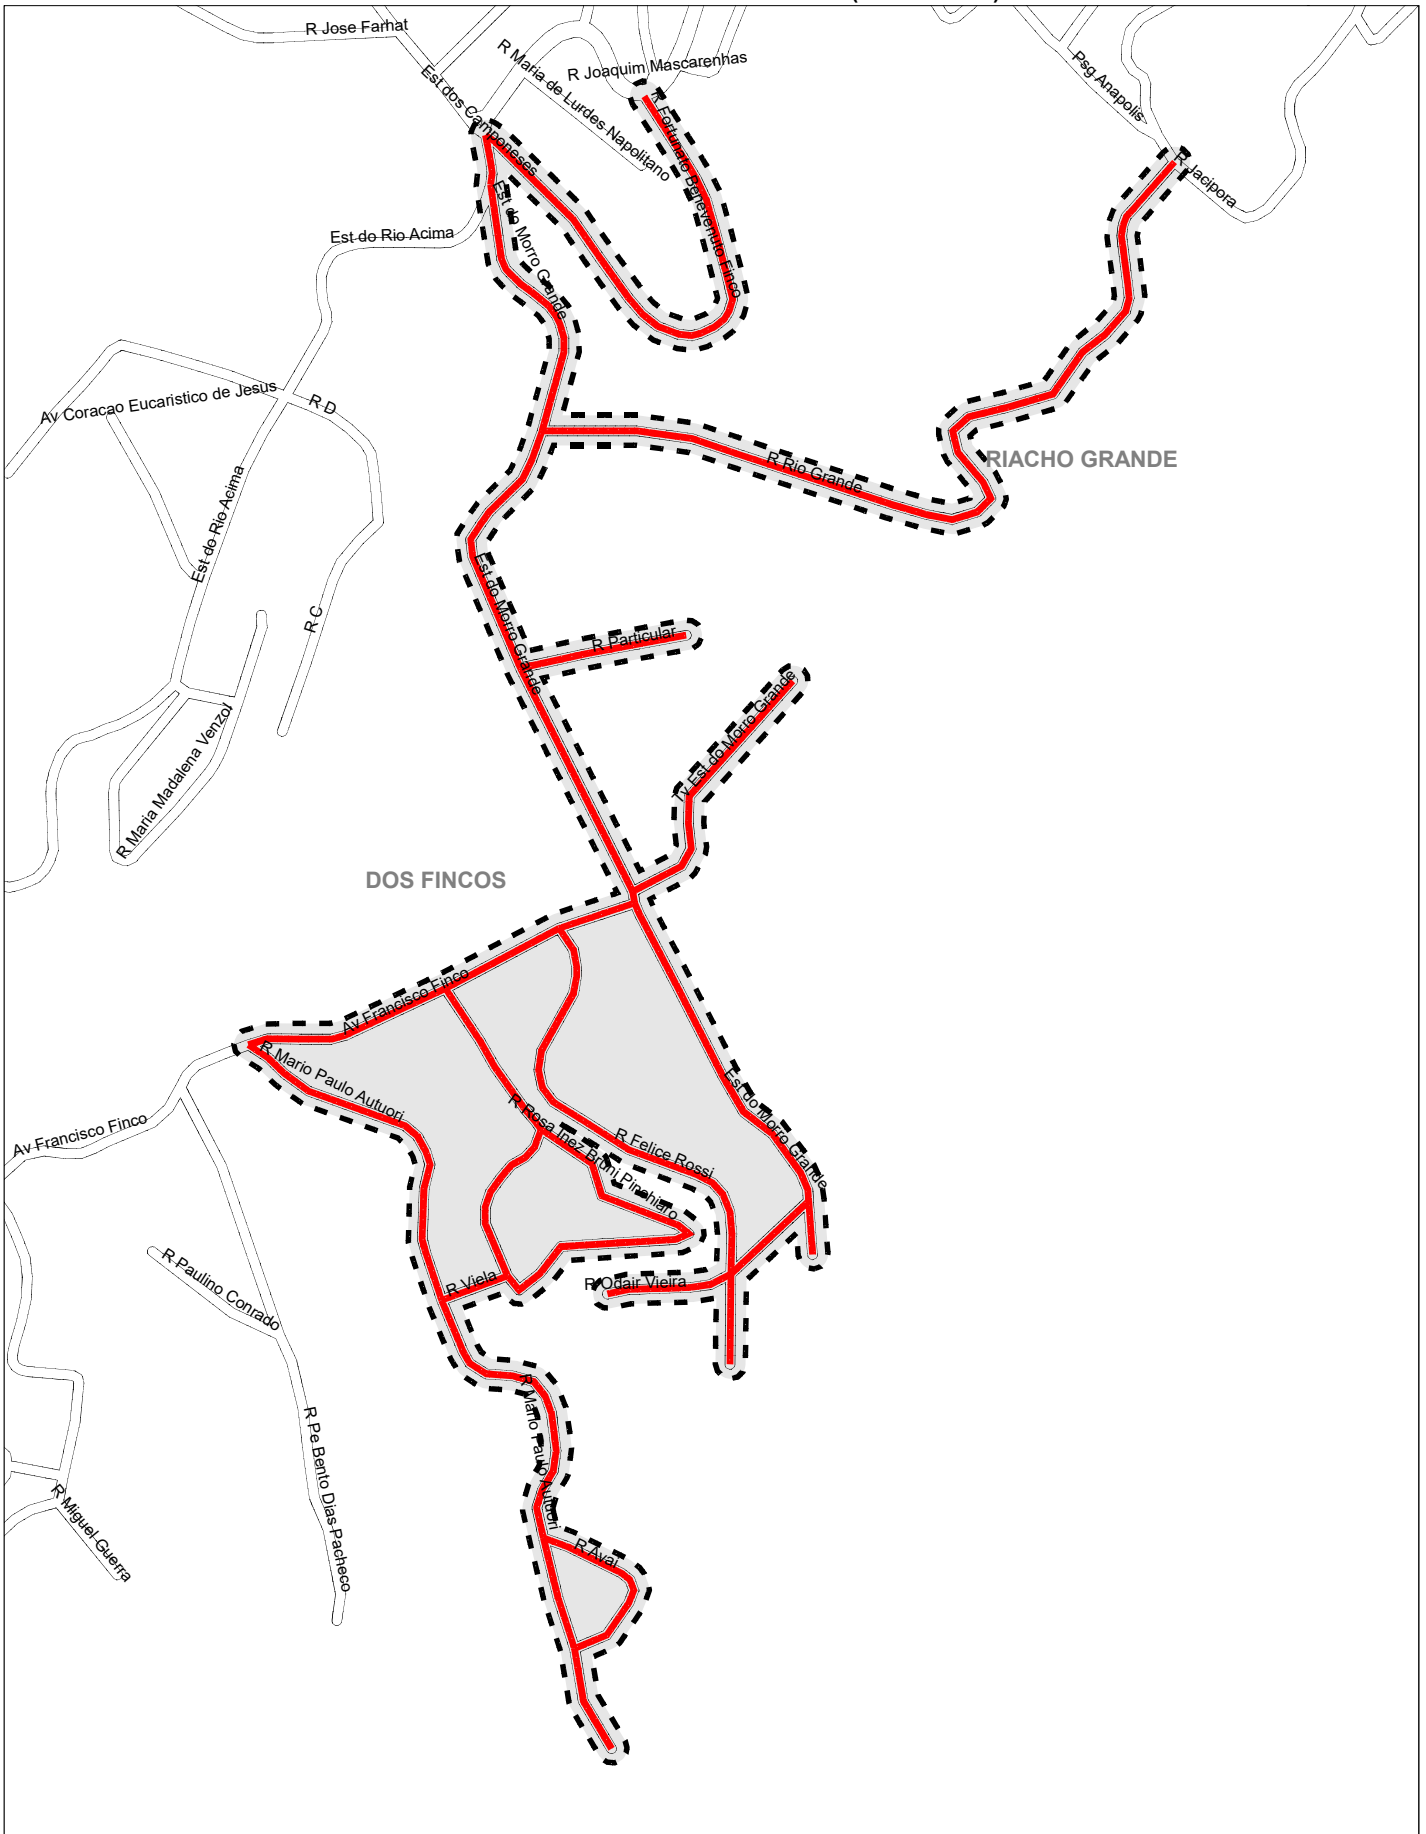 R Jose Farhat
R Maria de Lurdes Napolitano
R Joaquim Mascarenhas
Psg Anapolis
Est dos Camponeses
R Fortunato Benevenuto Finco
R Jacipora
Est do Morro Grande
Est do Rio Acima
Av Coracao Eucaristico de Jesus
R D
R Rio Grande
RIACHO GRANDE
Est do Rio Acima
Est do Morro Grande
R C
R Particular
Tv Est do Morro Grande
R Maria Madalena Venzol
DOS FINCOS
Av Francisco Finco
R Mario Paulo Autuori
Est do Morro Grande
R Rosa Inez Bruni Pinchiaro
R Felice Rossi
Av Francisco Finco
R Viela
R Odair Vieira
R Paulino Conrado
R Mario Paulo Autuori
R Pe Bento Dias Pacheco
R Miguel Guerra
R Aval